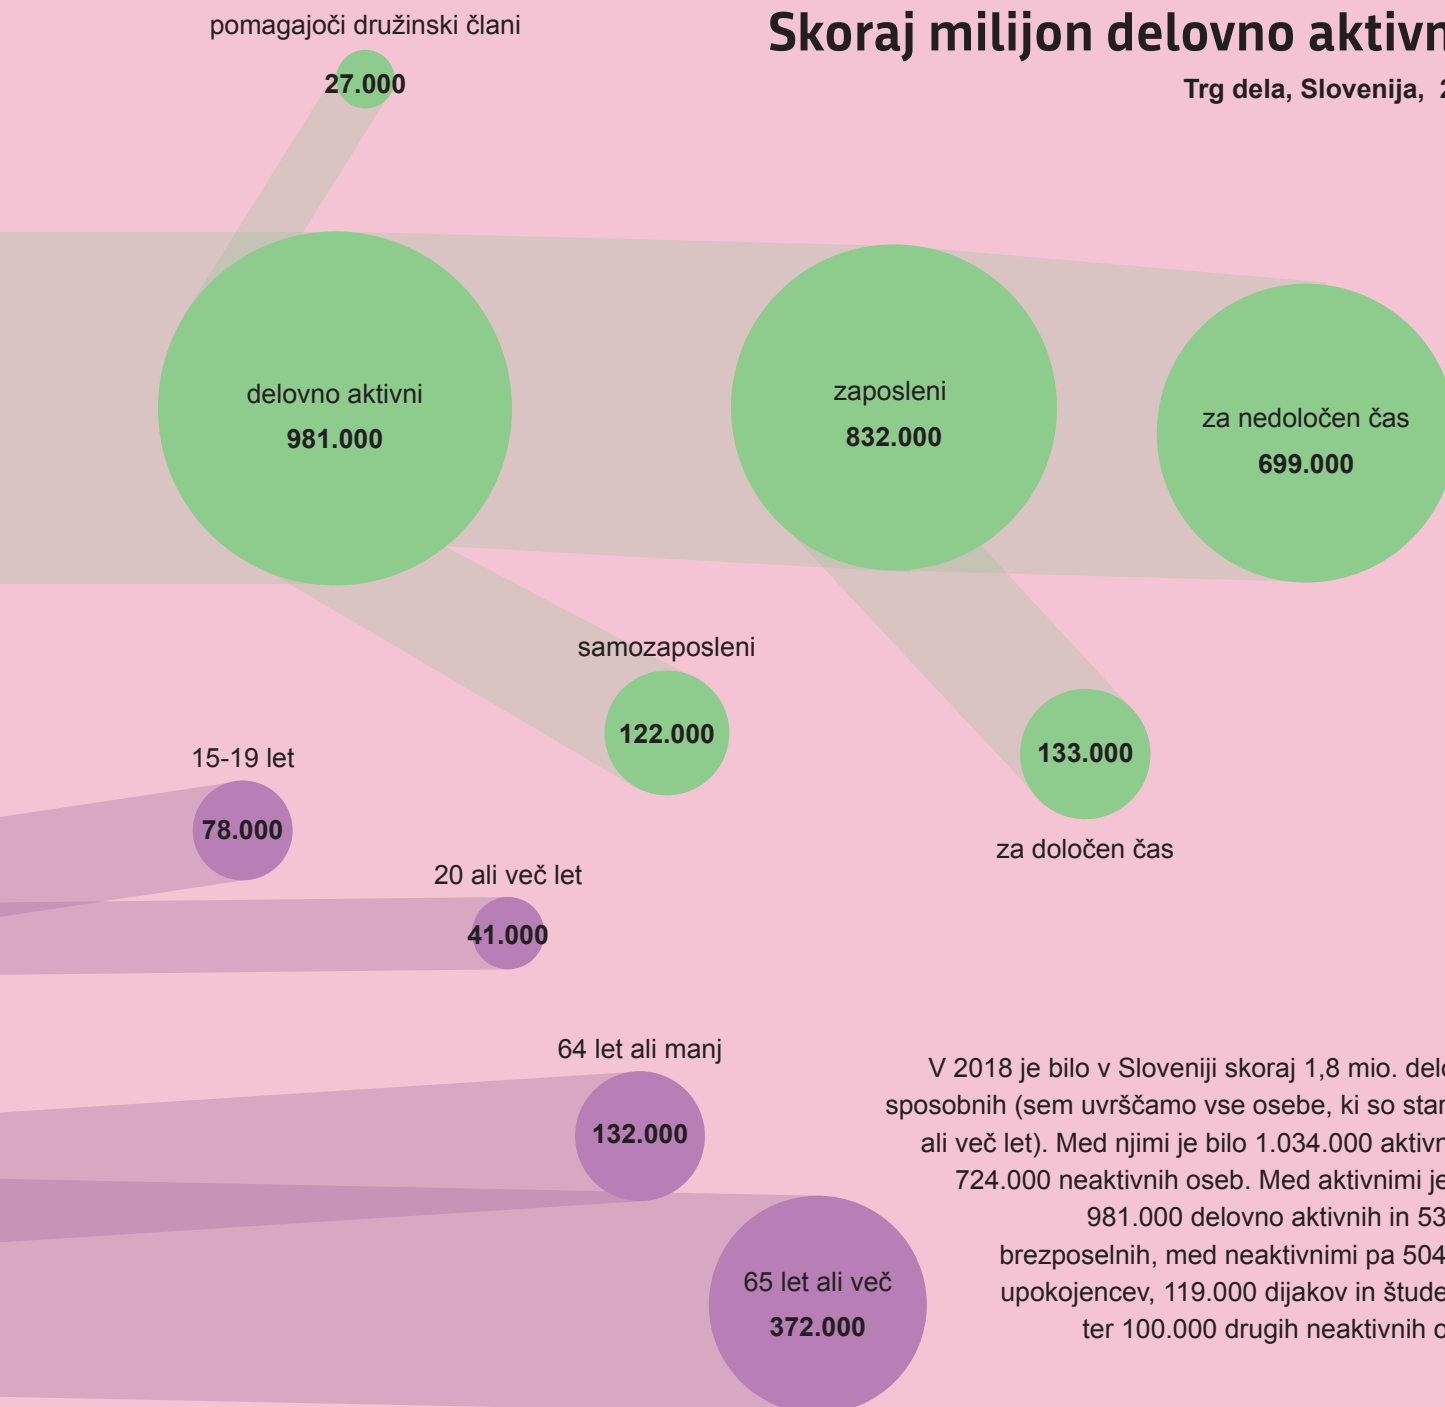 Skoraj milijon delovno aktivn
Trg dela, Slovenija, 2
pomagajoči družinski člani
27.000
delovno aktivni
981.000
zaposleni
832.000
za nedoločen čas
699.000
samozaposleni
122.000
133.000
za določen čas
15-19 let
78.000
20 ali več let
41.000
64 let ali manj
132.000
65 let ali več
372.000
V 2018 je bilo v Sloveniji skoraj 1,8 mio. delo
sposobnih (sem uvrščamo vse osebe, ki so star
ali več let). Med njimi je bilo 1.034.000 aktivn
724.000 neaktivnih oseb. Med aktivnimi je
981.000 delovno aktivnih in 53.
brezposelnih, med neaktivnimi pa 504.
upokojencev, 119.000 dijakov in štude
ter 100.000 drugih neaktivnih o